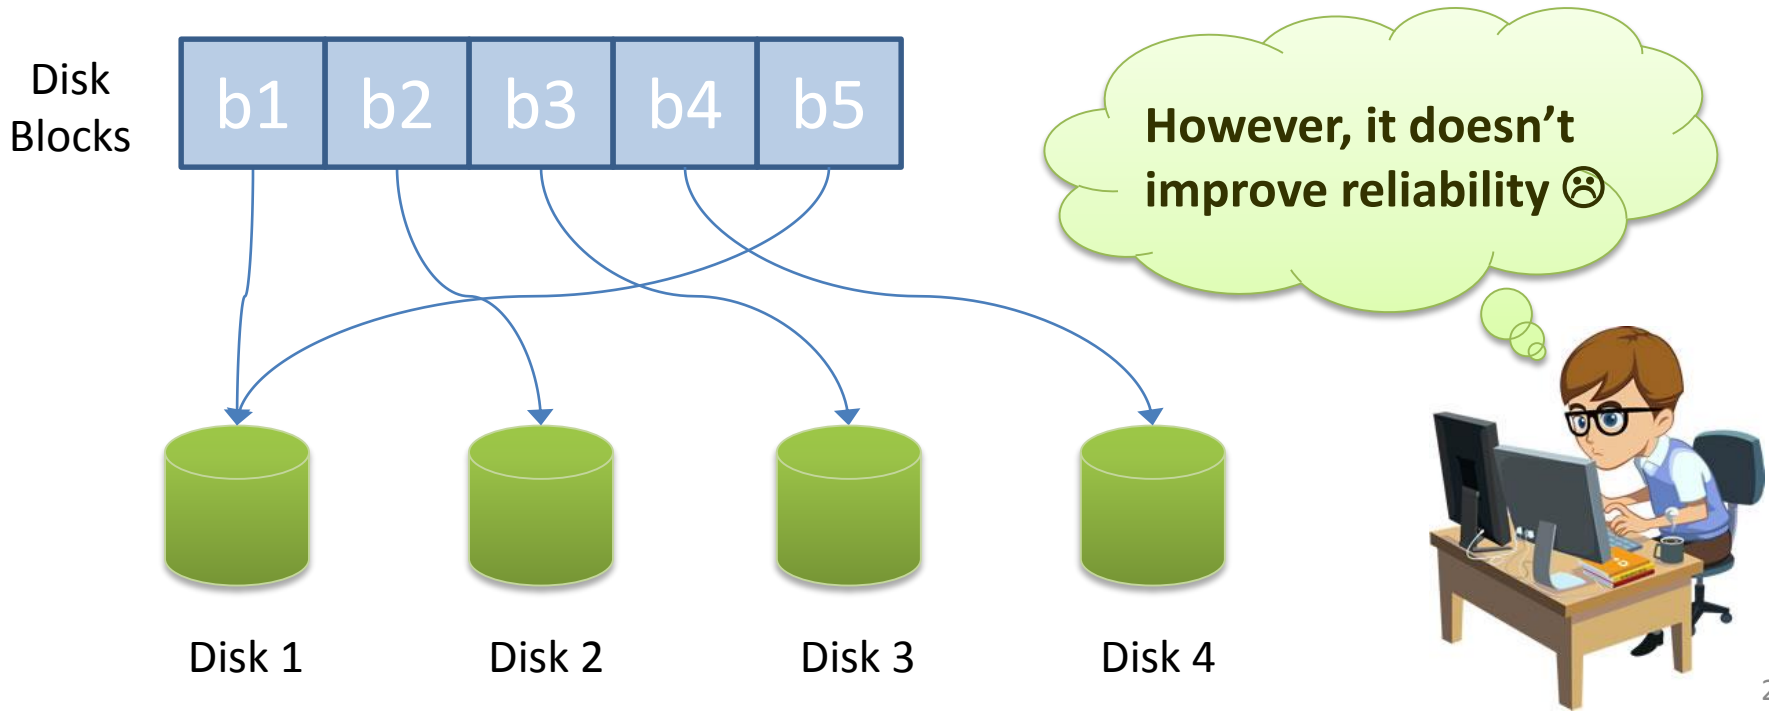 Disk
Blocks
b1 b2 b3 b4 b5
However, it doesn’t
improve reliability ☹
Disk 1 Disk 2 Disk 3 Disk 4